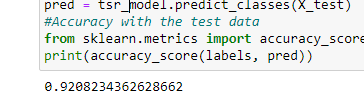 pred = tsr_model.predict_classes(X_test)
#Accuracy with the test data
from sklearn.metrics import accuracy_score
print(accuracy_score(labels, pred))
0.9208234362628662